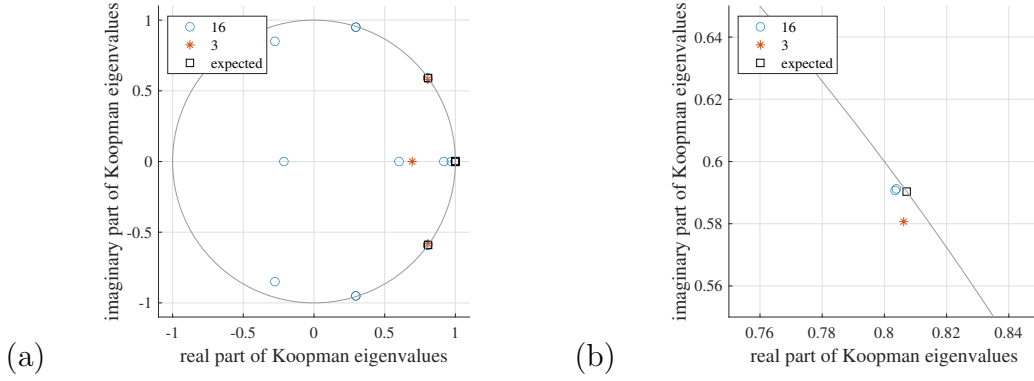 imaginary part of Koopman eigenvalues
1
0.5
0
-0.5
-1
16
3
expected
-1 -0.5 0 0.5 1
real part of Koopman eigenvalues
(a)
imaginary part of Koopman eigenvalues
0.64
0.62
0.6
0.58
0.56
16
3
expected
0.76 0.78 0.8 0.82 0.84
real part of Koopman eigenvalues
(b)